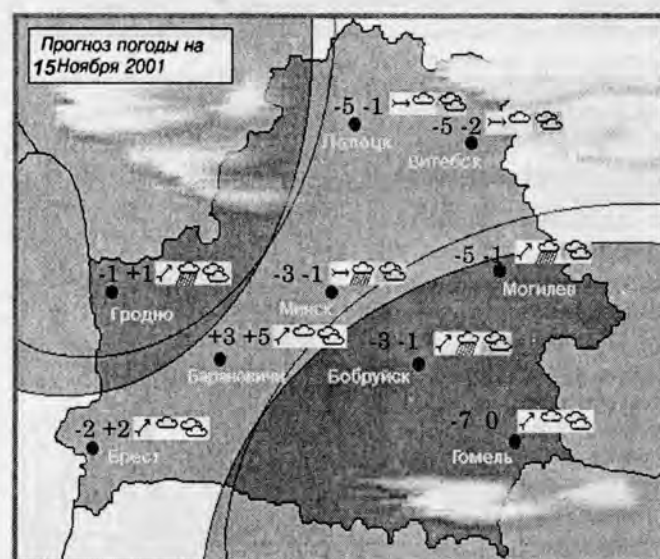 Прогноз погоды на
15 Ноября 2001
-5 -1
Полоцк
-5 -2
Витебск
-1 +1
Гродно
-3 -1
Минск
-5 -1
Могилев
+3 +5
Барановичи
-3 -1
Бобруйск
-2 +2
Брест
-7 0
Гомель